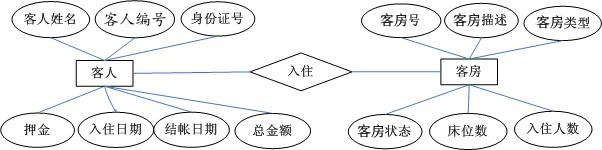 客人姓名 客人编号 身份证号 客房号 客房描述 客房类型
客人 入住 客房
押金 入住日期 结帐日期 总金额 客房状态 床位数 入住人数